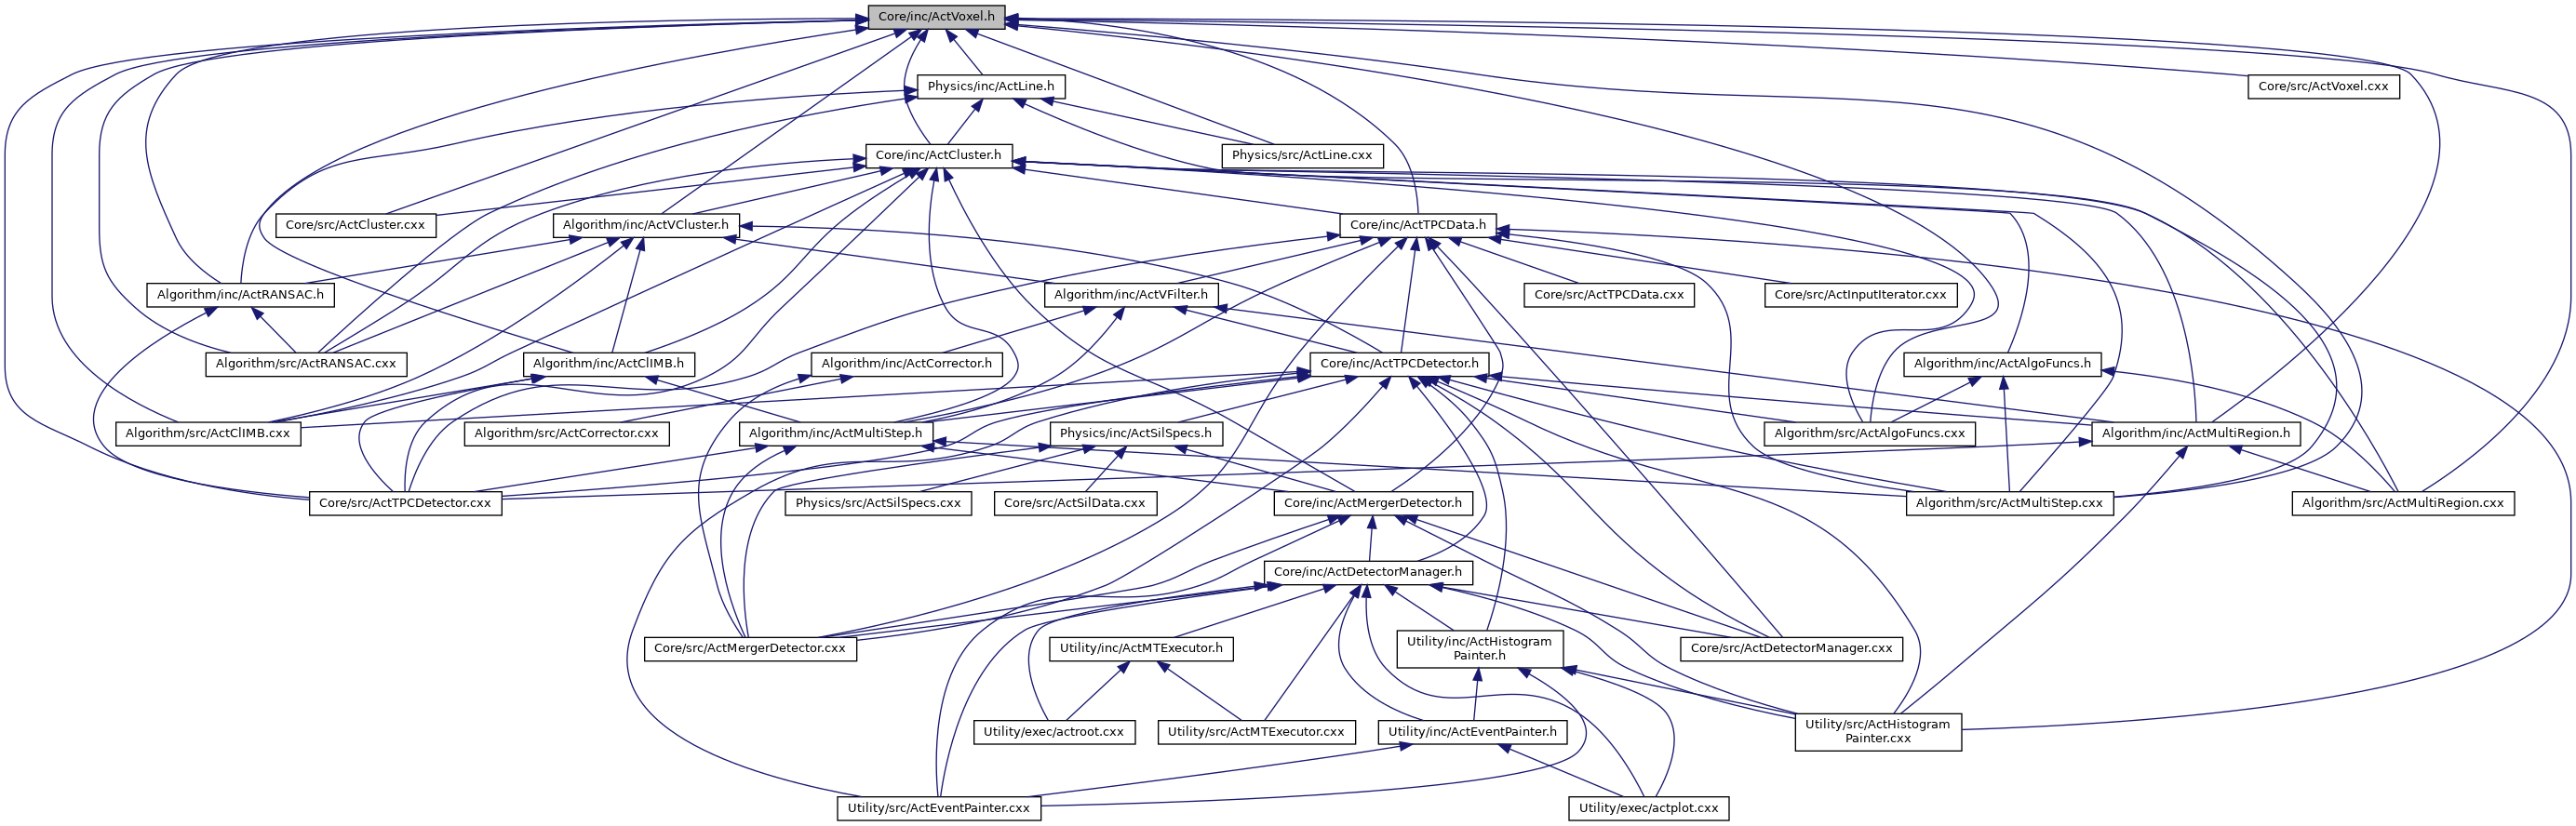 Core/inc/ActVoxel.h
Physics/inc/ActLine.h
Core/src/ActVoxel.cxx
Core/inc/ActCluster.h
Physics/src/ActLine.cxx
Core/src/ActCluster.cxx
Algorithm/inc/ActVCluster.h
Core/inc/ActTPCData.h
Algorithm/inc/ActRANSAC.h
Algorithm/inc/ActVFilter.h
Core/src/ActTPCData.cxx
Core/src/ActInputIterator.cxx
Algorithm/src/ActRANSAC.cxx
Algorithm/inc/ActClIMB.h
Algorithm/inc/ActCorrector.h
Core/inc/ActTPCDetector.h
Algorithm/inc/ActAlgoFuncs.h
Algorithm/src/ActClIMB.cxx
Algorithm/src/ActCorrector.cxx
Algorithm/inc/ActMultiStep.h
Physics/inc/ActSilSpecs.h
Algorithm/src/ActAlgoFuncs.cxx
Algorithm/inc/ActMultiRegion.h
Core/src/ActTPCDetector.cxx
Physics/src/ActSilSpecs.cxx
Core/src/ActSilData.cxx
Core/inc/ActMergerDetector.h
Algorithm/src/ActMultiStep.cxx
Algorithm/src/ActMultiRegion.cxx
Core/inc/ActDetectorManager.h
Core/src/ActMergerDetector.cxx
Utility/inc/ActMTExecutor.h
Utility/inc/ActHistogram
Painter.h
Core/src/ActDetectorManager.cxx
Utility/exec/actroot.cxx
Utility/src/ActMTExecutor.cxx
Utility/inc/ActEventPainter.h
Utility/src/ActHistogram
Painter.cxx
Utility/src/ActEventPainter.cxx
Utility/exec/actplot.cxx